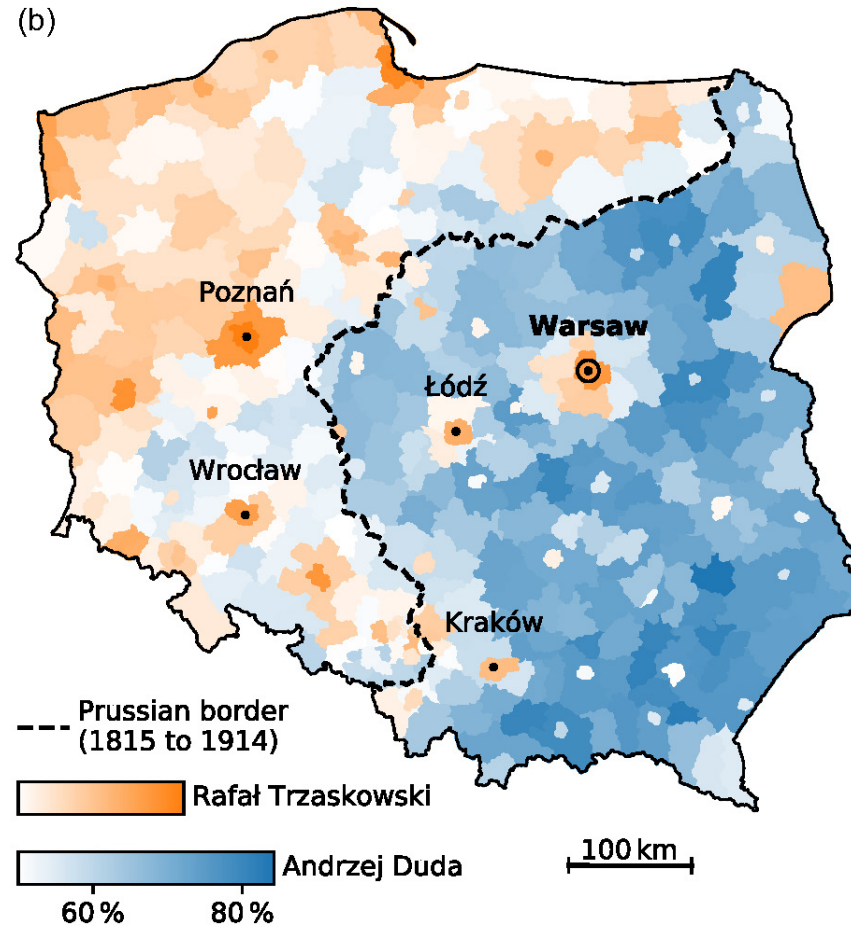 (b)
Poznań
Warsaw
Łódź
Wrocław
Kraków
Prussian border
(1815 to 1914)
Rafał Trzaskowski
Andrzej Duda
100 km
60 %
80 %